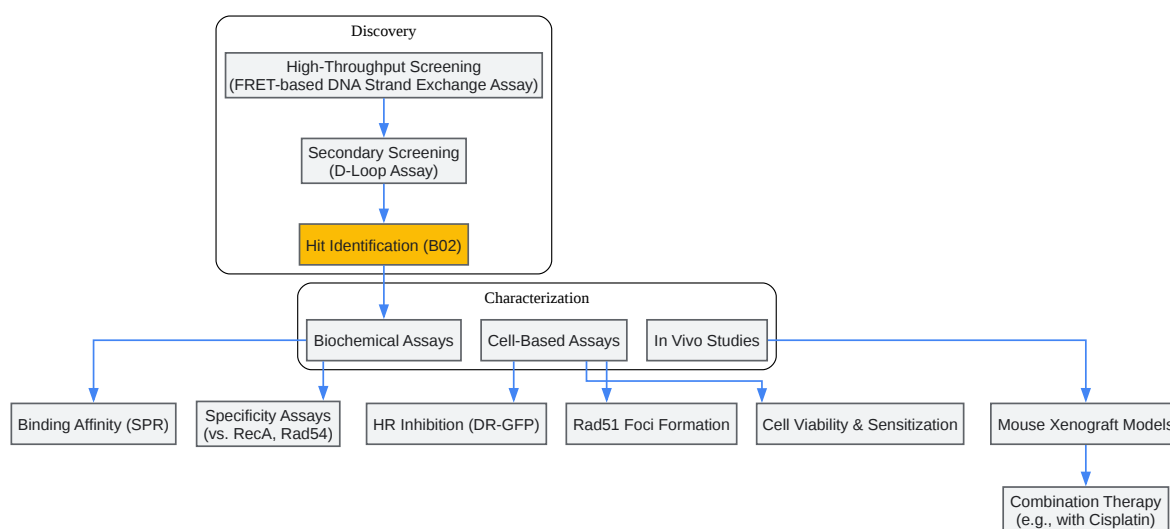 Discovery
High-Throughput Screening
(FRET-based DNA Strand Exchange Assay)
Secondary Screening
(D-Loop Assay)
Hit Identification (B02)
Characterization
Biochemical Assays
Cell-Based Assays
In Vivo Studies
Binding Affinity (SPR)
Specificity Assays
(vs. RecA, Rad54)
HR Inhibition (DR-GFP)
Rad51 Foci Formation
Cell Viability & Sensitization
Mouse Xenograft Models
Combination Therapy
(e.g., with Cisplatin)